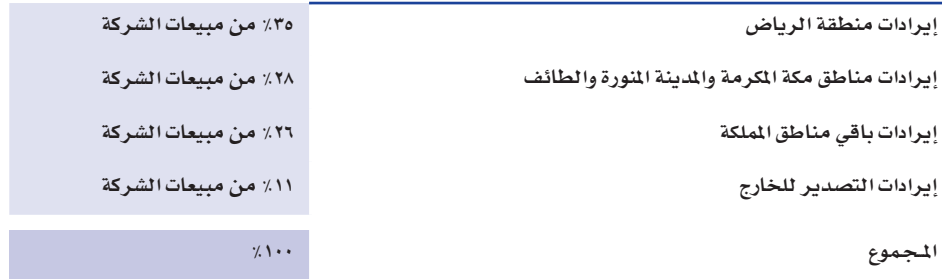 إيرادات منطقة الرياض ٣٥٪ من مبيعات الشركة
إيرادات مناطق مكة المكرمة والمدينة المنورة والطائف ٢٨٪ من مبيعات الشركة
إيرادات باقي مناطق المملكة ٢٦٪ من مبيعات الشركة
إيرادات التصدير للخارج ١١٪ من مبيعات الشركة
المجموع ١٠٠٪